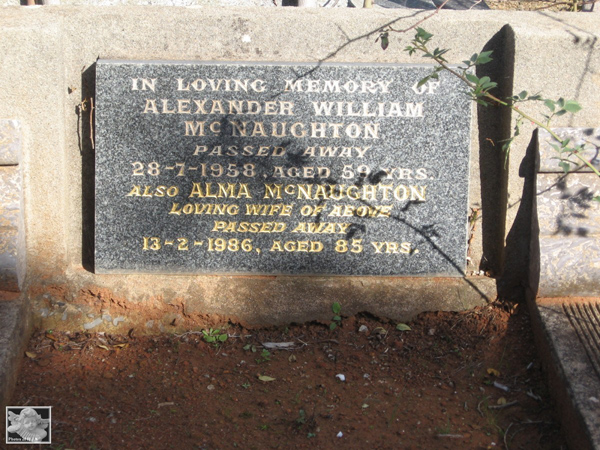 IN LOVING MEMORY OF
ALEXANDER WILLIAM
McNAUGHTON
PASSED AWAY
28-7-1958, AGED 59 YRS.
ALSO ALMA McNAUGHTON
LOVING WIFE OF ABOVE
PASSED AWAY
13-2-1986, AGED 85 YRS.